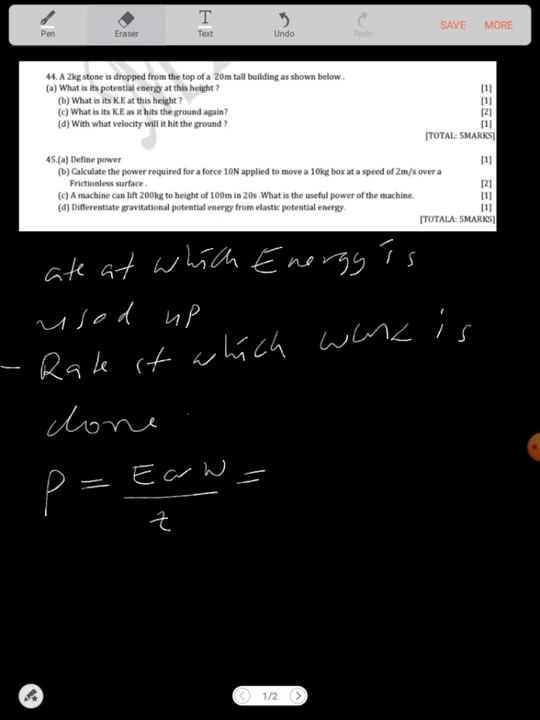 Pen
Eraser
Text
Undo
Redo
SAVE
MORE
44. A 2kg stone is dropped from the top of a 20m tall building as shown below .
(a) What is its potential energy at this height ? [1]
(b) What is its K.E at this height ? [1]
(c) What is its K.E as it hits the ground again? [2]
(d) With what velocity will it hit the ground ? [1]
[TOTAL: 5MARKS]
45.(a) Define power [1]
(b) Calculate the power required for a force 10N applied to move a 10kg box at a speed of 2m/s over a
Frictionless surface . [2]
(c) A machine can lift 200kg to height of 100m in 20s .What is the useful power of the machine. [1]
(d) Differentiate gravitational potential energy from elastic potential energy. [1]
[TOTALA: 5MARKS]
ate at which Energy is
used up
- Rate at which work is
done.
P = E or W =
t
1/2